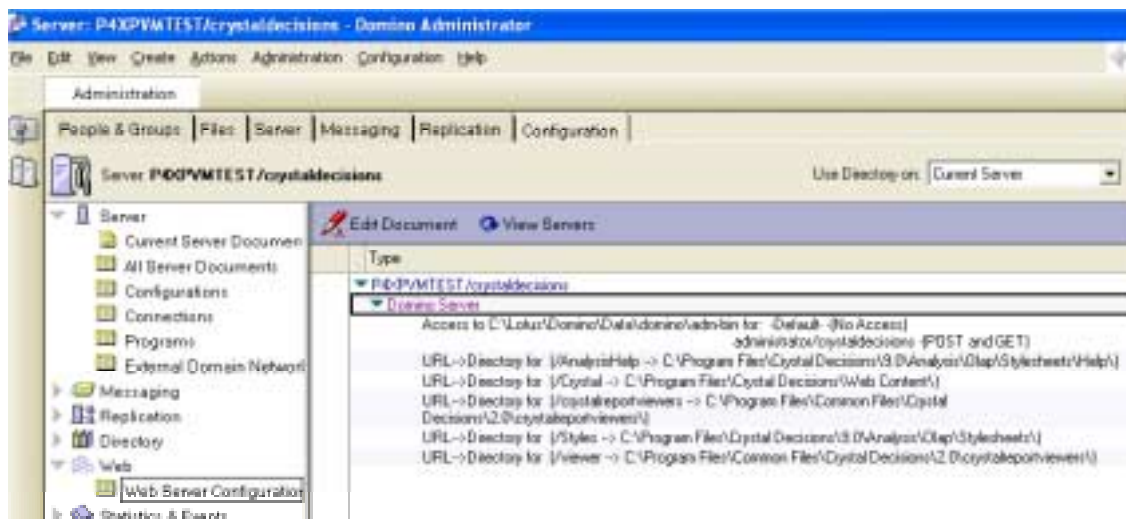 Server: P4XPVMTEST/crystaldecisions - Domino Administrator
File Edit View Create Actions Administration Configuration Help
Administration
People & Groups Files Server Messaging Replication Configuration
Server P4XPVMTEST/crystaldecisions
Use Directory on: Current Server
Server
Current Server Documen
All Server Documents
Configurations
Connections
Programs
External Domain Network
Messaging
Replication
Directory
Web
Web Server Configuration
Statistics & Events
Edit Document View Servers
Type
P4XPVMTEST/crystaldecisions
Domino Server
Access to C:\Lotus\Domino\Data\domino\adm-bin for: -Default- (No Access)
administrator/crystaldecisions (POST and GET)
URL-->Directory for (/AnalysisHelp -> C:\Program Files\Crystal Decisions\9.0\Analysis\Olap\Stylesheets\Help\)
URL-->Directory for (/Crystal -> C:\Program Files\Crystal Decisions\Web Content\)
URL-->Directory for (/crystalreportviewers -> C:\Program Files\Common Files\Crystal
Decisions\2.0\crystalreportviewers\)
URL-->Directory for (/Styles -> C:\Program Files\Crystal Decisions\9.0\Analysis\Olap\Stylesheets\)
URL-->Directory for (/viewer -> C:\Program Files\Common Files\Crystal Decisions\2.0\crystalreportviewers\)